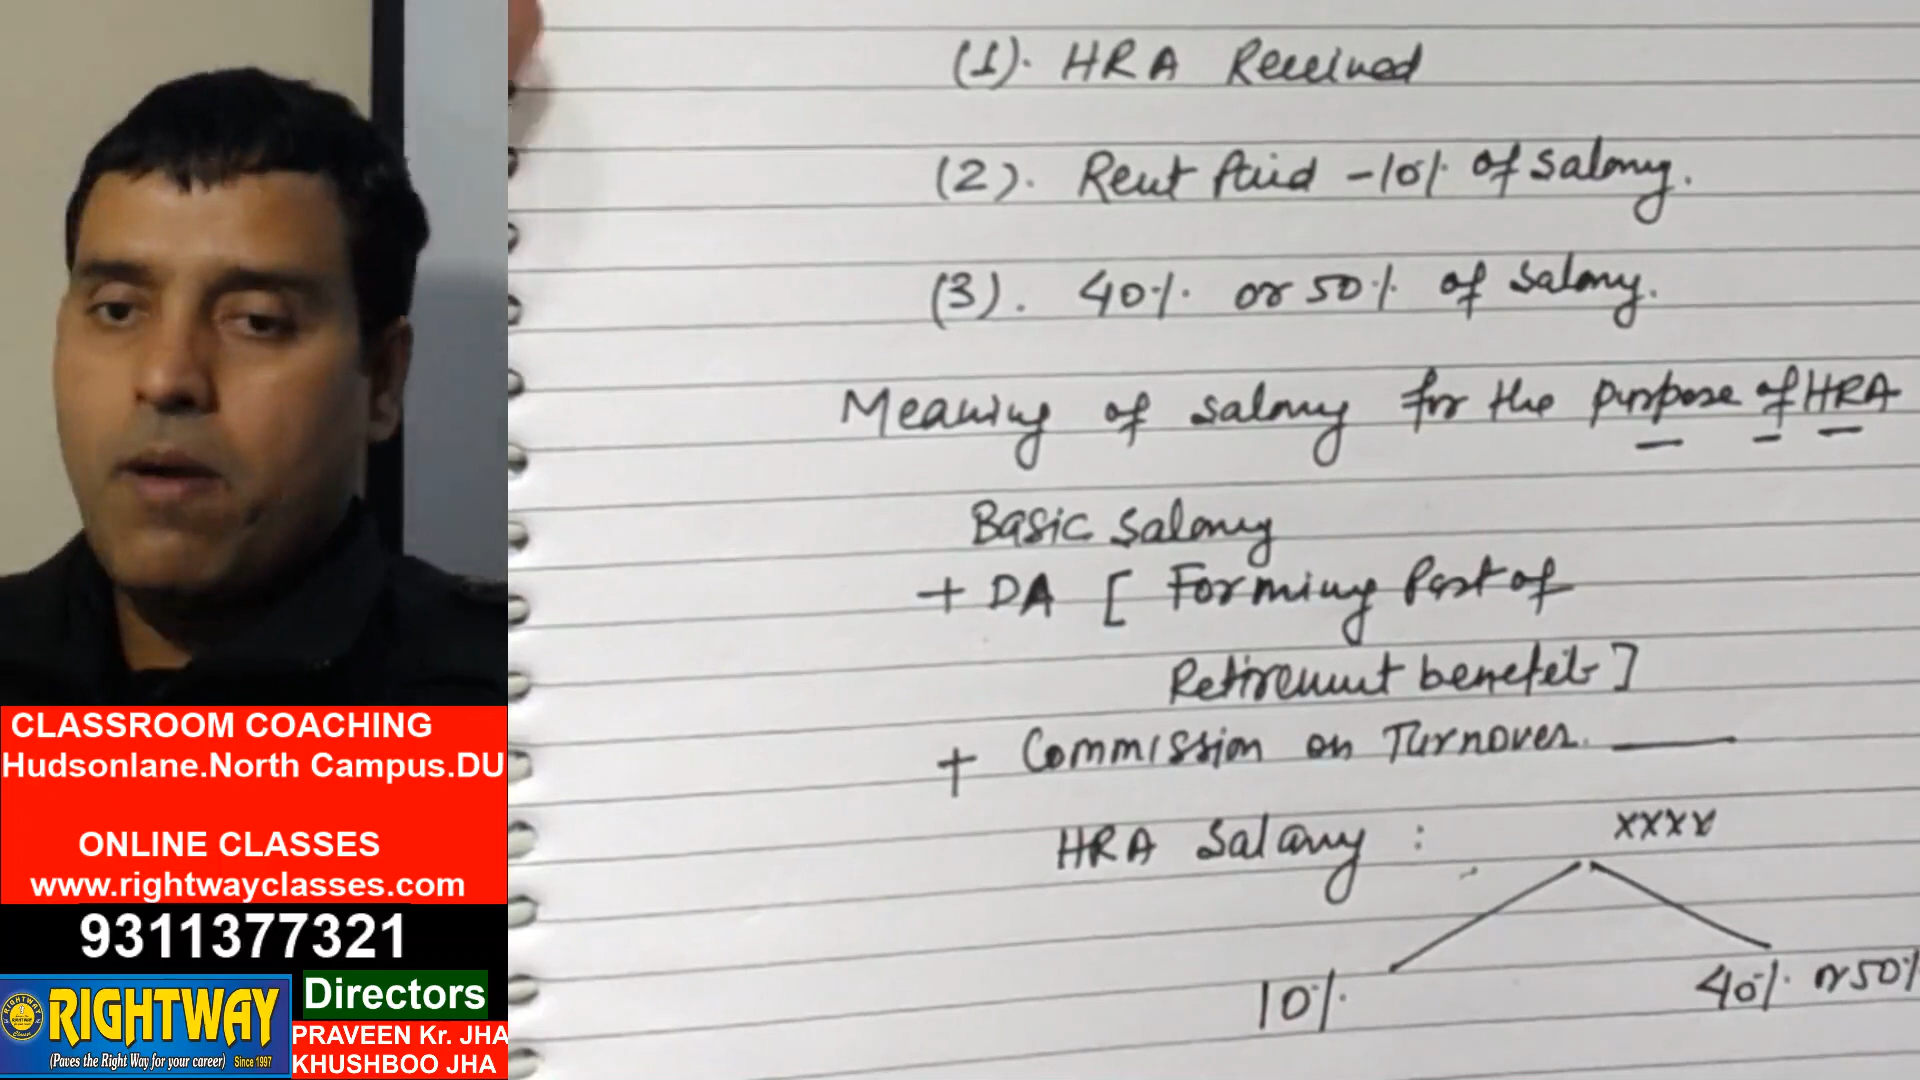 (1). HRA Received
(2). Rent Paid - 10% of Salary.
(3). 40% or 50% of Salary.
Meaning of Salary for the purpose of HRA
Basic Salary
+ DA [ Forming Part of
Retirement benefits ]
+ Commission on Turnover.
HRA Salary : xxxx
10% 40% or 50%
CLASSROOM COACHING
Hudsonlane.North Campus.DU
ONLINE CLASSES
www.rightwayclasses.com
9311377321
RIGHTWAY
(Paves the Right Way for your career) Since 1997
Directors
PRAVEEN Kr. JHA
KHUSHBOO JHA